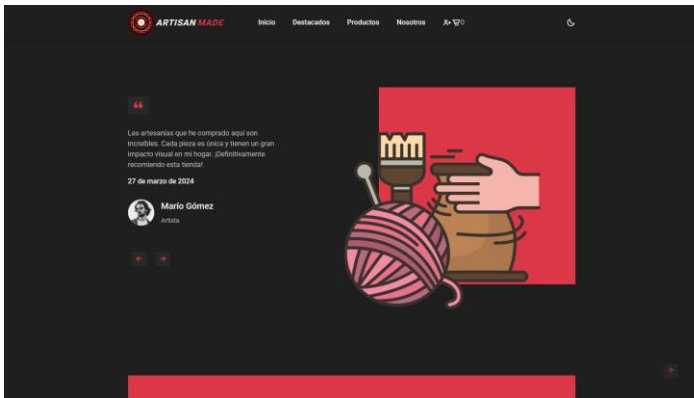 ARTISAN MADE
Inicio
Destacados
Productos
Nosotros
0
Las artesanías que he comprado aquí son
increíbles. Cada pieza es única y tienen un gran
impacto visual en mi hogar. ¡Definitivamente
recomiendo esta tienda!
27 de marzo de 2024
Mario Gómez
Artista